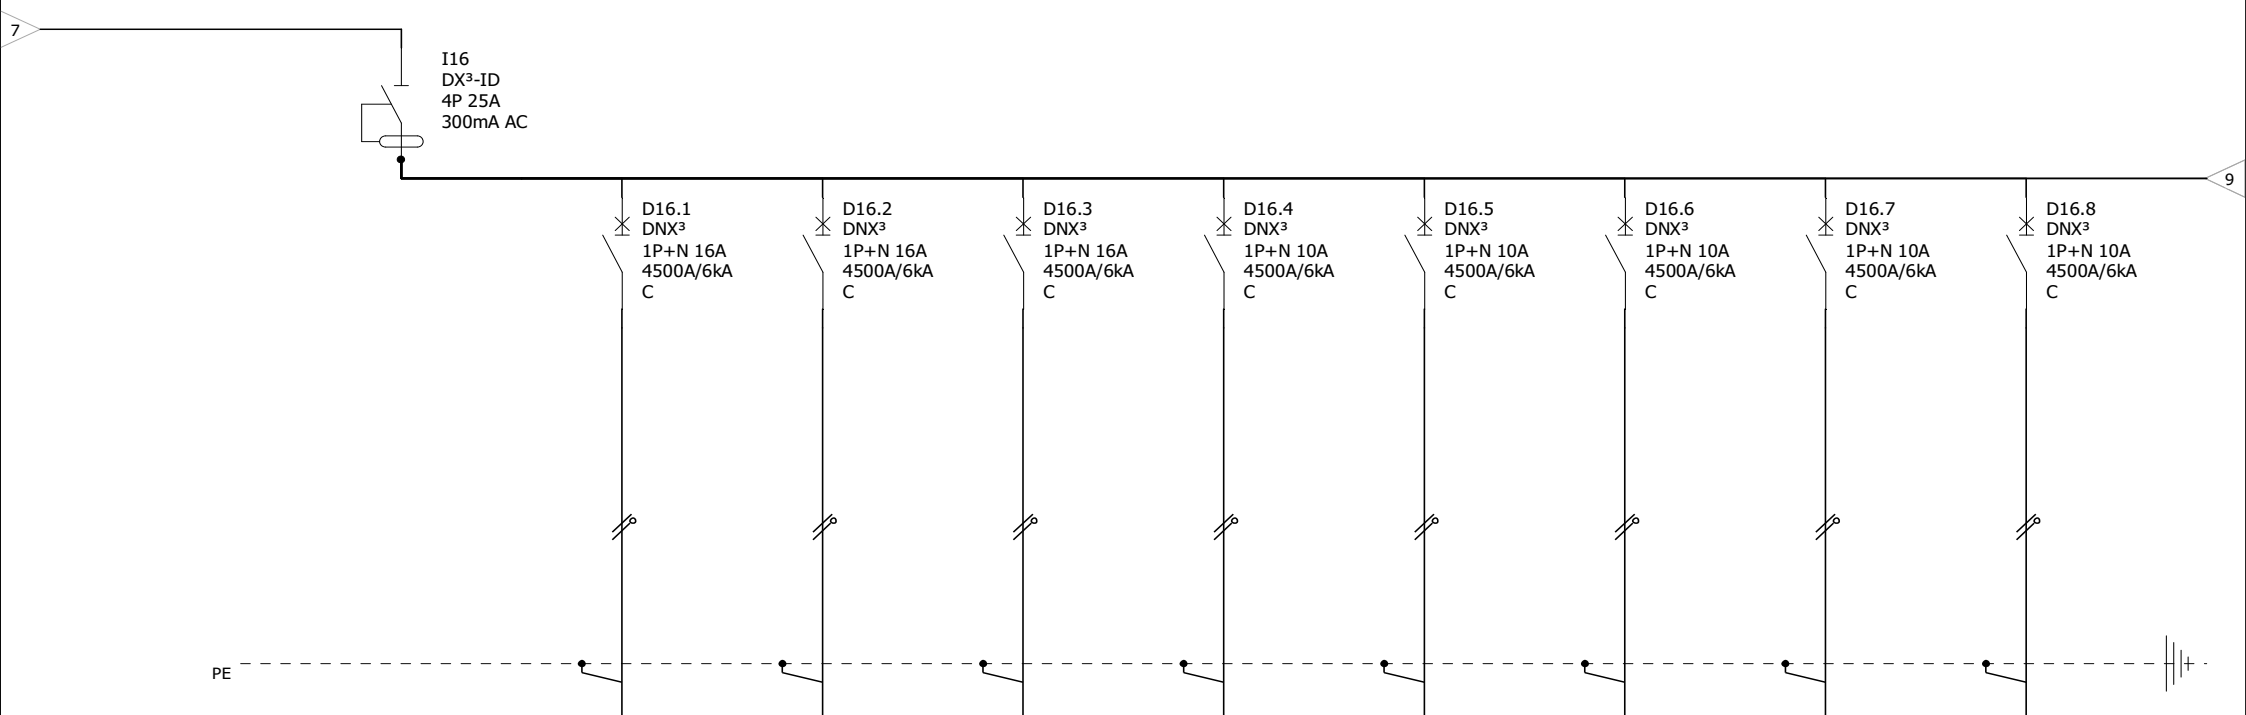 7
I16
DX³-ID
4P 25A
300mA AC
9
D16.1
DNX³
1P+N 16A
4500A/6kA
C
D16.2
DNX³
1P+N 16A
4500A/6kA
C
D16.3
DNX³
1P+N 16A
4500A/6kA
C
D16.4
DNX³
1P+N 10A
4500A/6kA
C
D16.5
DNX³
1P+N 10A
4500A/6kA
C
D16.6
DNX³
1P+N 10A
4500A/6kA
C
D16.7
DNX³
1P+N 10A
4500A/6kA
C
D16.8
DNX³
1P+N 10A
4500A/6kA
C
PE